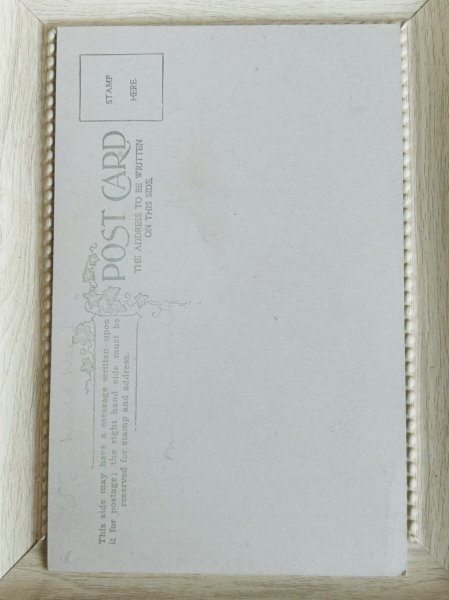 STAMP
HERE
POST CARD
THE ADDRESS TO BE WRITTEN
ON THIS SIDE.
This side may have a message written upon
it for postage; the right hand side must be
reserved for stamp and address.